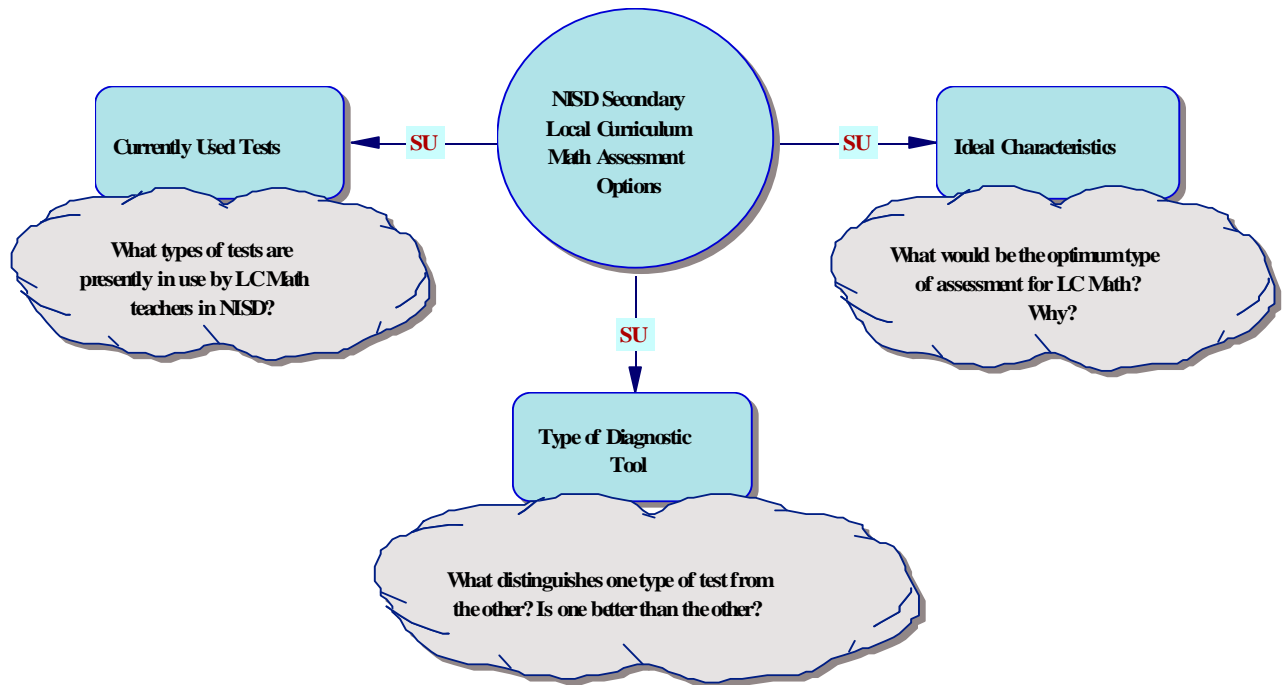 NISD Secondary
Local Curriculum
Math Assessment
Options
SU
Currently Used Tests
What types of tests are
presently in use by LC Math
teachers in NISD?
SU
Ideal Characteristics
What would be the optimum type
of assessment for LC Math?
Why?
SU
Type of Diagnostic
Tool
What distinguishes one type of test from
the other? Is one better than the other?